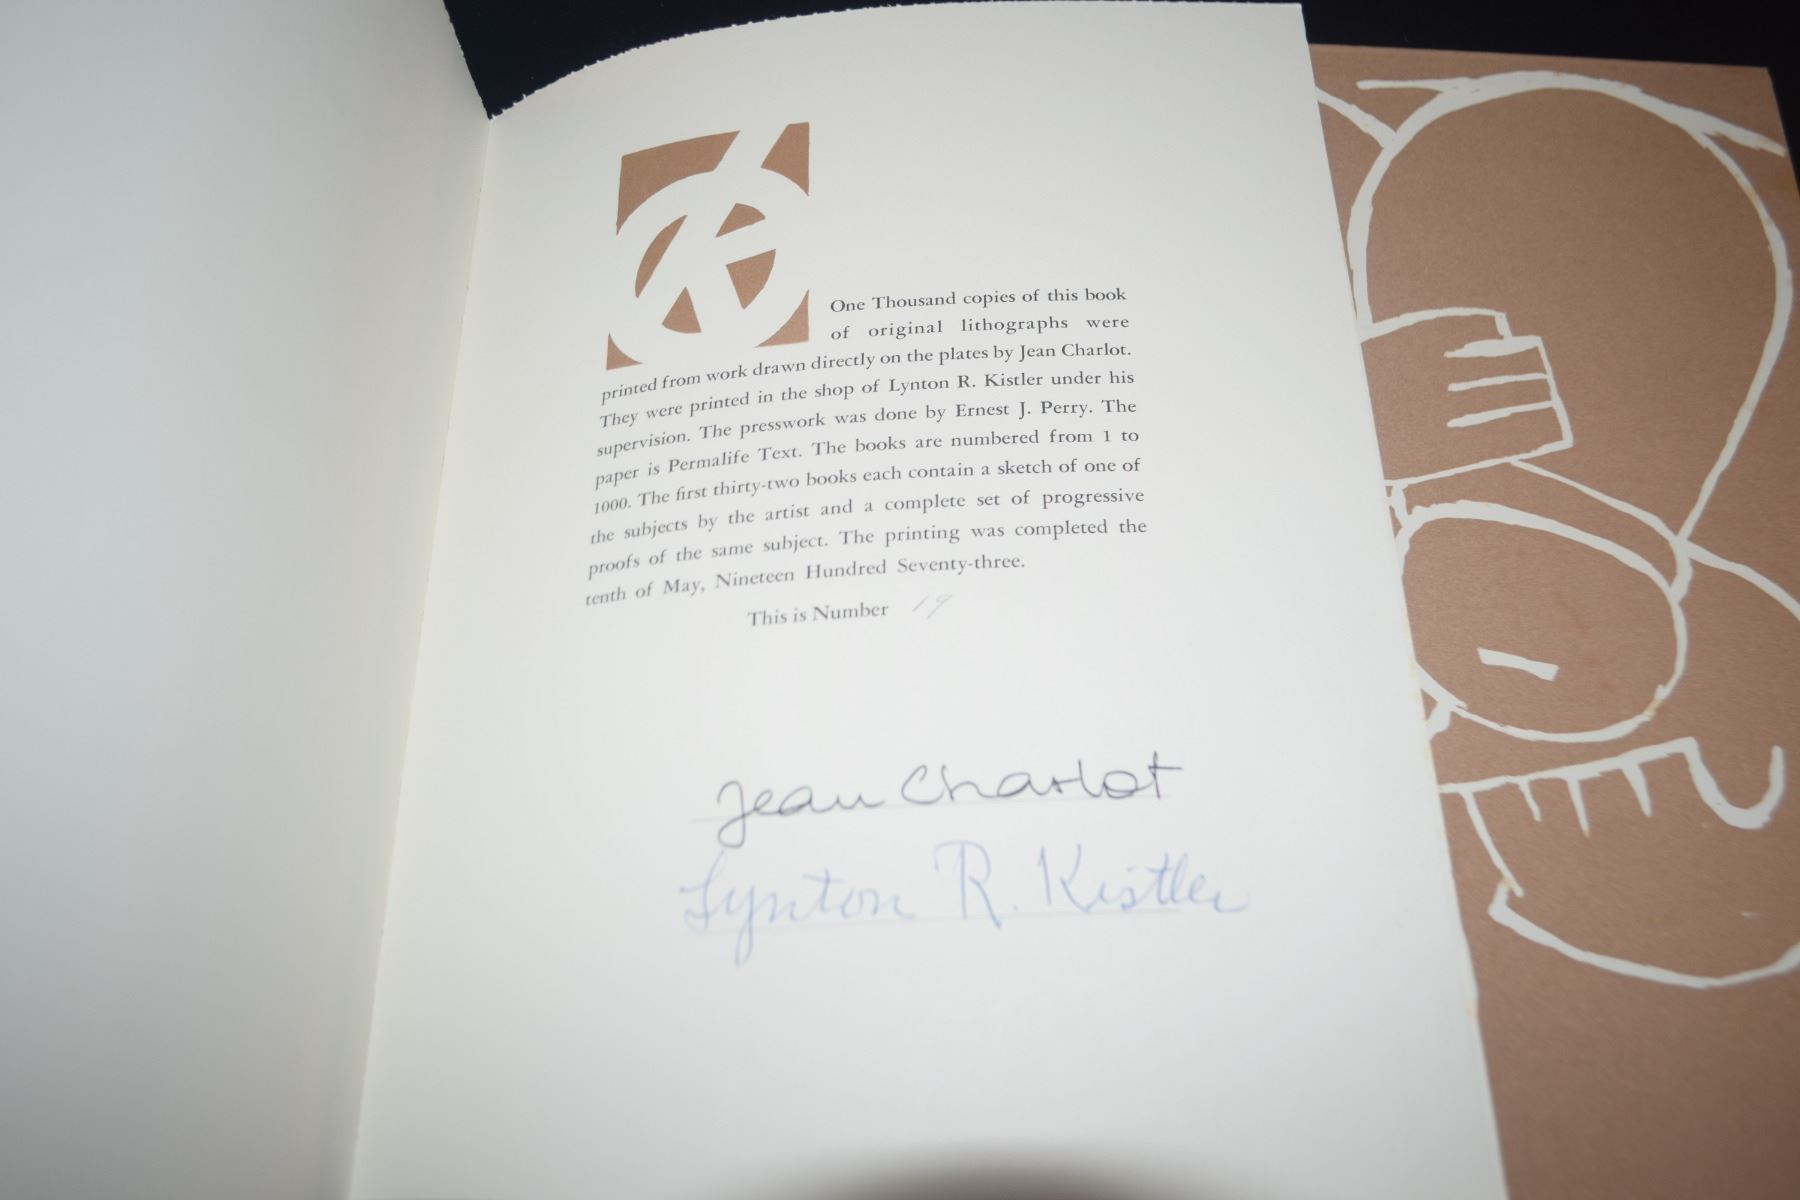 One Thousand copies of this book
of original lithographs were
printed from work drawn directly on the plates by Jean Charlot.
They were printed in the shop of Lynton R. Kistler under his
supervision. The presswork was done by Ernest J. Perry. The
paper is Permalife Text. The books are numbered from 1 to
1000. The first thirty-two books each contain a sketch of one of
the subjects by the artist and a complete set of progressive
proofs of the same subject. The printing was completed the
tenth of May, Nineteen Hundred Seventy-three.
This is Number 19
Jean Charlot
Lynton R. Kistler